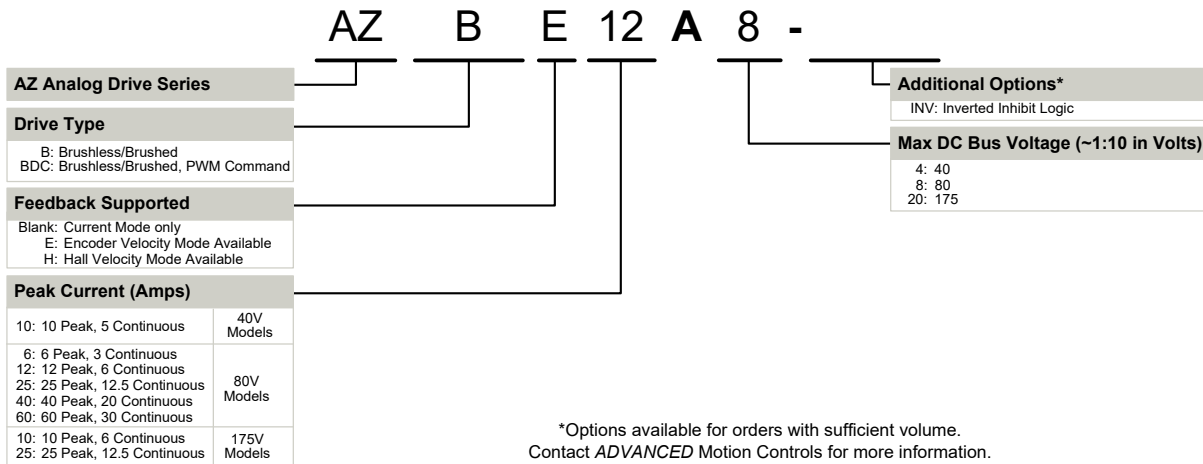 AZ B E 12 A 8 -
AZ Analog Drive Series
Drive Type
B: Brushless/Brushed
BDC: Brushless/Brushed, PWM Command
Feedback Supported
Blank: Current Mode only
E: Encoder Velocity Mode Available
H: Hall Velocity Mode Available
Peak Current (Amps)
10: 10 Peak, 5 Continuous
40V
Models
6: 6 Peak, 3 Continuous
12: 12 Peak, 6 Continuous
25: 25 Peak, 12.5 Continuous
40: 40 Peak, 20 Continuous
60: 60 Peak, 30 Continuous
80V
Models
10: 10 Peak, 6 Continuous
25: 25 Peak, 12.5 Continuous
175V
Models
Additional Options*
INV: Inverted Inhibit Logic
Max DC Bus Voltage (~1:10 in Volts)
4: 40
8: 80
20: 175
*Options available for orders with sufficient volume.
Contact ADVANCED Motion Controls for more information.